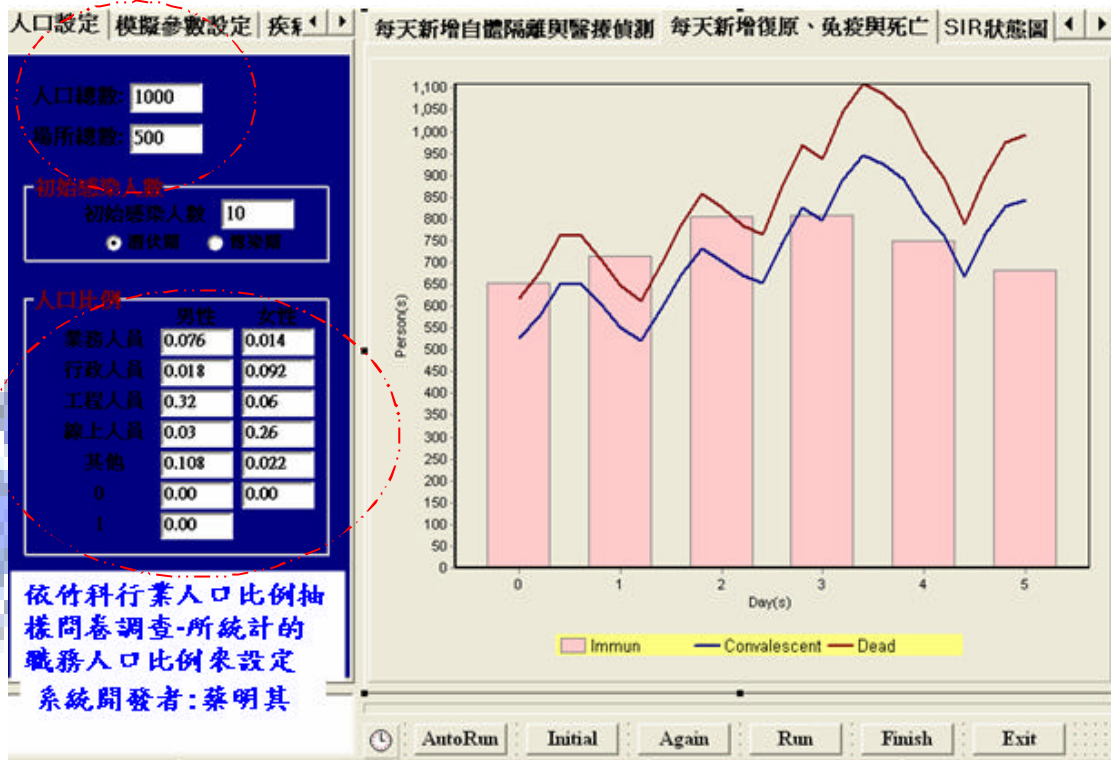 人口設定
模擬參數設定
疾
每天新增自體隔離與醫療偵測
每天新增復原、免疫與死亡
SIR狀態圖
人口總數: 1000
場所總數: 500
初始感染人數
初始感染人數 10
潛伏期
傳染期
人口比例
男性 女性
業務人員 0.076 0.014
行政人員 0.018 0.092
工程人員 0.32 0.06
線上人員 0.03 0.26
其他 0.108 0.022
0 0.00 0.00
1 0.00
依竹科行業人口比例抽
樣問卷調查-所統計的
職務人口比例來設定
系統開發者:蔡明其
Person(s)
1,100
1,050
1,000
950
900
850
800
750
700
650
600
550
500
450
400
350
300
250
200
150
100
50
0
0 1 2 3 4 5
Day(s)
Immun Convalescent Dead
AutoRun Initial Again Run Finish Exit